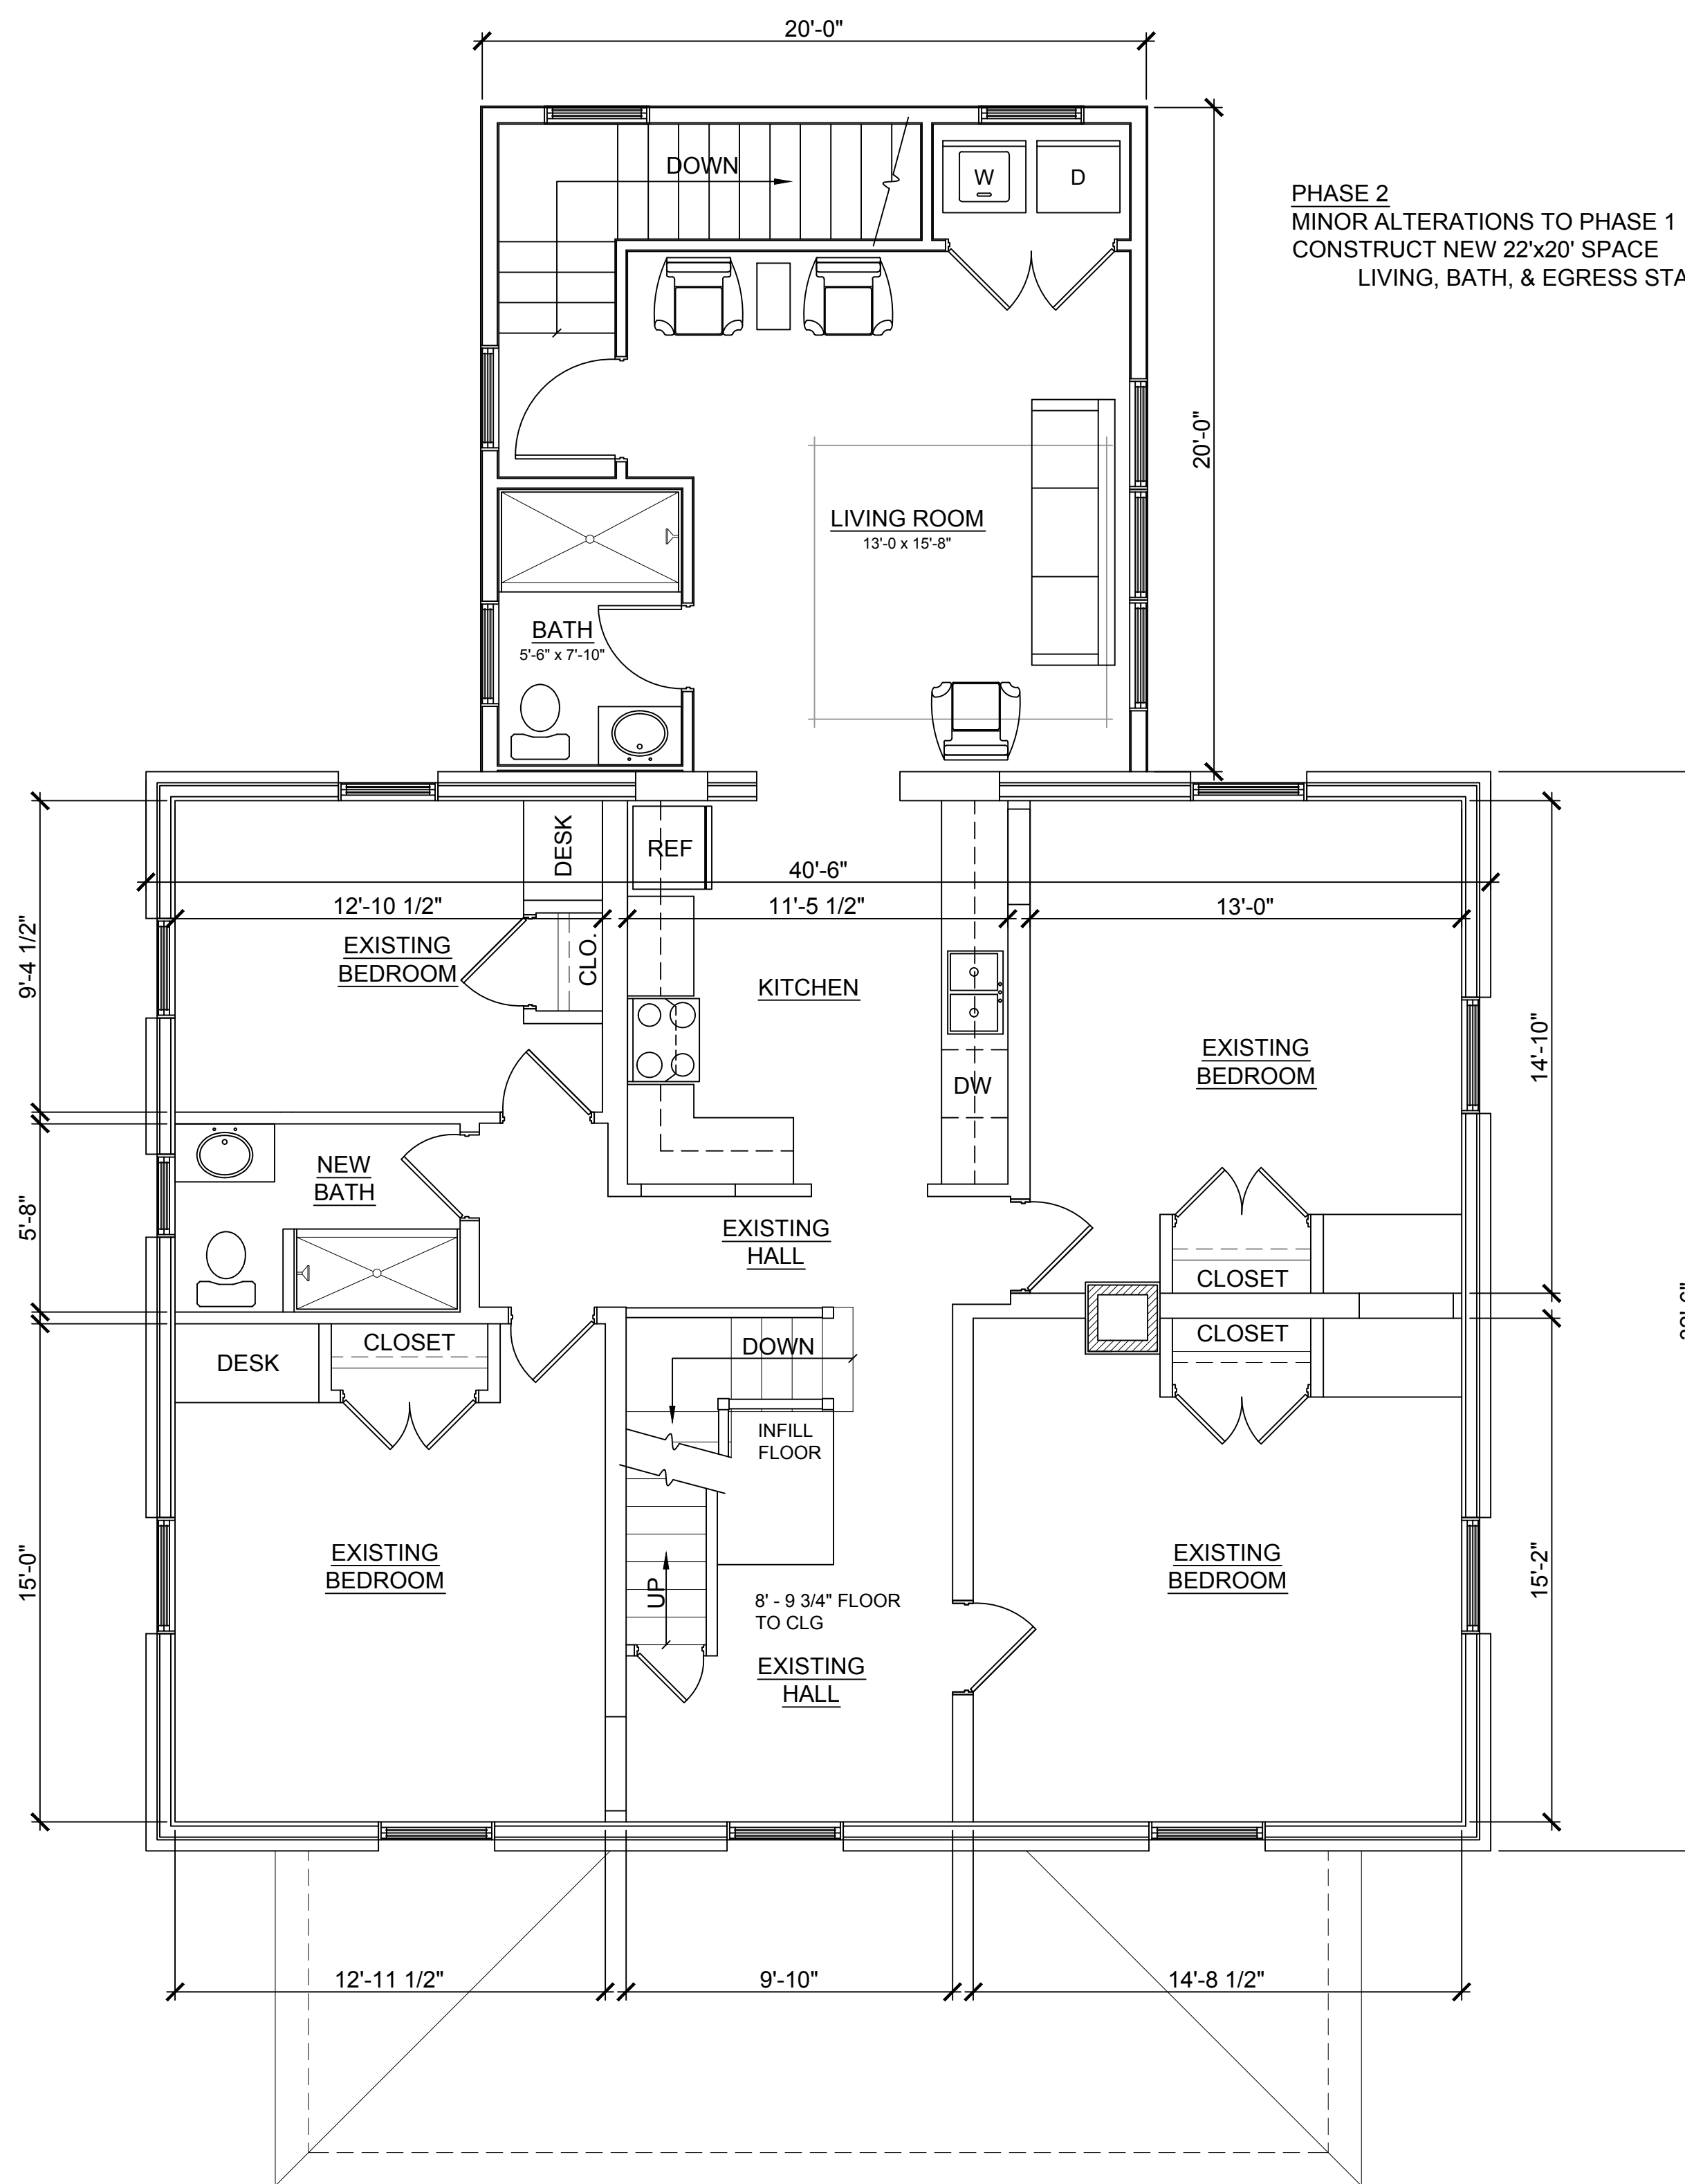 20'-0"
DOWN
W
D
PHASE 2
MINOR ALTERATIONS TO PHASE 1
CONSTRUCT NEW 22'x20' SPACE
LIVING, BATH, & EGRESS STA
20'-0"
LIVING ROOM
13'-0 x 15'-8"
BATH
5'-6" x 7'-10"
DESK
REF
40'-6"
12'-10 1/2"
11'-5 1/2"
13'-0"
9'-4 1/2"
EXISTING
BEDROOM
CLO.
KITCHEN
EXISTING
BEDROOM
14'-10"
DW
NEW
BATH
5'-8"
EXISTING
HALL
CLOSET
CLOSET
CLOSET
DESK
DOWN
INFILL
FLOOR
EXISTING
BEDROOM
EXISTING
BEDROOM
15'-0"
15'-2"
UP
8' - 9 3/4" FLOOR
TO CLG
EXISTING
HALL
12'-11 1/2"
9'-10"
14'-8 1/2"